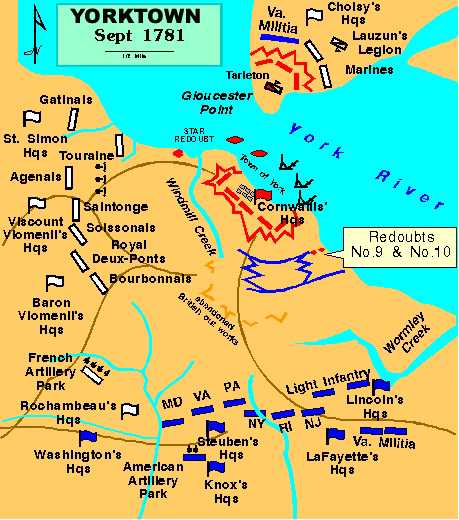 YORKTOWN
Sept 1781
1/2 Mile
Va.
Militia
Choisy's
Hqs
Lauzun's
Legion
Marines
Tarleton
Gloucester
Point
York River
Gatinais
St. Simon
Hqs
STAR
REDOUBT
Touraine
Agenais
Town of York
Cornwallis'
Hqs
Windmill Creek
Saintonge
Viscount
Viomenil's
Hqs
Soissonais
Royal
Deux-Ponts
Bourbonnais
Redoubts
No.9 & No.10
Baron
Viomenil's
Hqs
abandoned
British out works
Wormley
Creek
French
Artillery
Park
Rochambeau's
Hqs
MD
VA
PA
NY
RI
NJ
Light Infantry
Lincoln's
Hqs
Washington's
Hqs
Steuben's
Hqs
LaFayette's
Hqs
Va. Militia
American
Artillery
Park
Knox's
Hqs